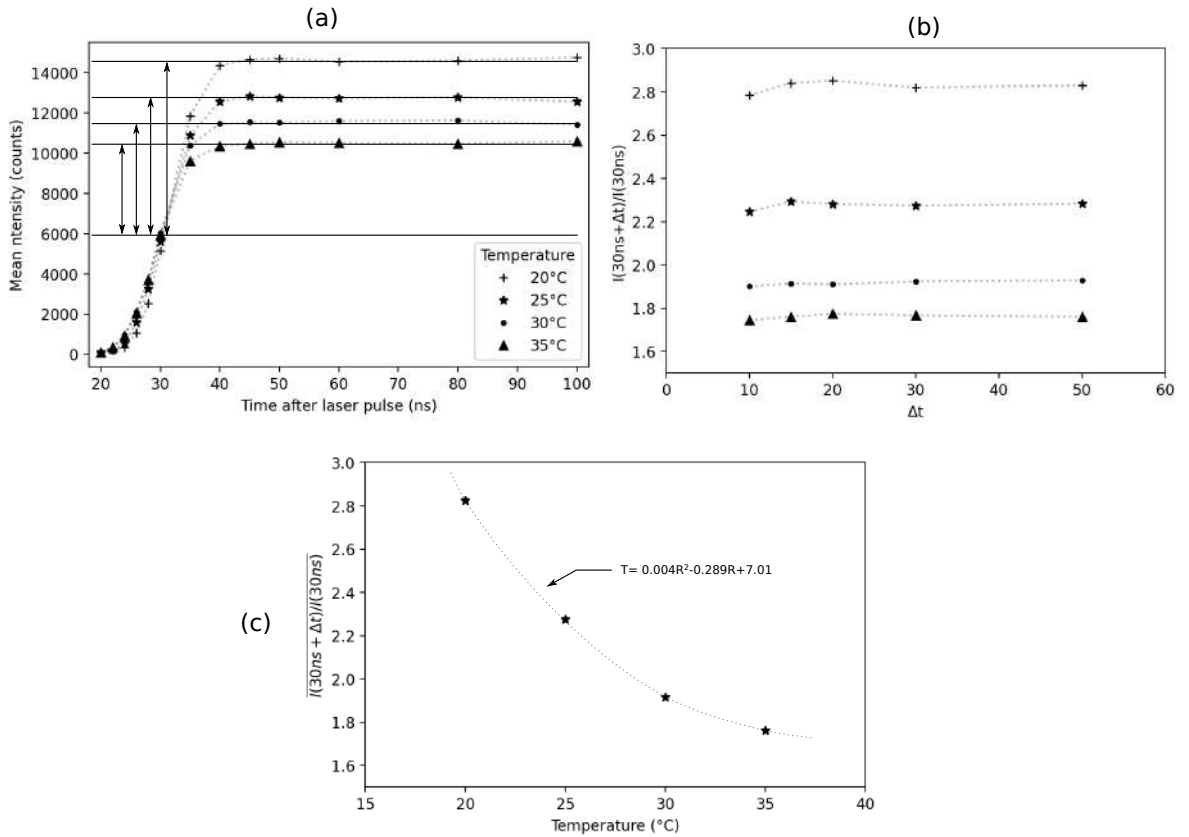 (a)
Mean ntensity (counts)
14000
12000
10000
8000
6000
4000
2000
0
20 30 40 50 60 70 80 90 100
Time after laser pulse (ns)
Temperature
20°C
25°C
30°C
35°C
(b)
I(30ns+Δt)/I(30ns)
3.0
2.8
2.6
2.4
2.2
2.0
1.8
1.6
0 10 20 30 40 50 60
Δt
(c)
I(30ns + Δt)/I(30ns)
3.0
2.8
2.6
2.4
2.2
2.0
1.8
1.6
T= 0.004R²-0.289R+7.01
15 20 25 30 35 40
Temperature (°C)